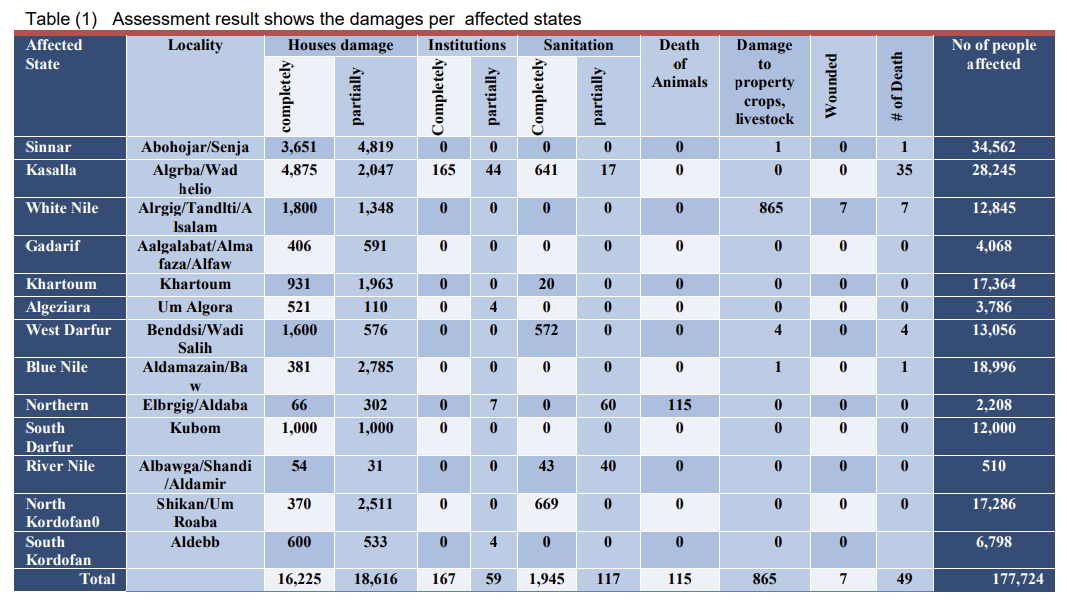 Table (1) Assessment result shows the damages per affected states
Affected State Locality Houses damage Institutions Sanitation Death of Animals Damage to property crops, livestock Wounded # of Death No of people affected
completely partially Completely partially Completely partially
Sinnar Abohojar/Senja 3,651 4,819 0 0 0 0 0 1 0 1 34,562
Kasalla Algrba/Wad helio 4,875 2,047 165 44 641 17 0 0 0 35 28,245
White Nile Alrgig/Tandlti/A lsalam 1,800 1,348 0 0 0 0 0 865 7 7 12,845
Gadarif Aalgalabat/Alma faza/Alfaw 406 591 0 0 0 0 0 0 0 0 4,068
Khartoum Khartoum 931 1,963 0 0 20 0 0 0 0 0 17,364
Algeziara Um Algora 521 110 0 4 0 0 0 0 0 0 3,786
West Darfur Benddsi/Wadi Salih 1,600 576 0 0 572 0 0 4 0 4 13,056
Blue Nile Aldamazain/Ba w 381 2,785 0 0 0 0 0 1 0 1 18,996
Northern Elbrgig/Aldaba 66 302 0 7 0 60 115 0 0 0 2,208
South Darfur Kubom 1,000 1,000 0 0 0 0 0 0 0 0 12,000
River Nile Albawga/Shandi /Aldamir 54 31 0 0 43 40 0 0 0 0 510
North Kordofan0 Shikan/Um Roaba 370 2,511 0 0 669 0 0 0 0 0 17,286
South Kordofan Aldebb 600 533 0 4 0 0 0 0 0 6,798
Total 16,225 18,616 167 59 1,945 117 115 865 7 49 177,724